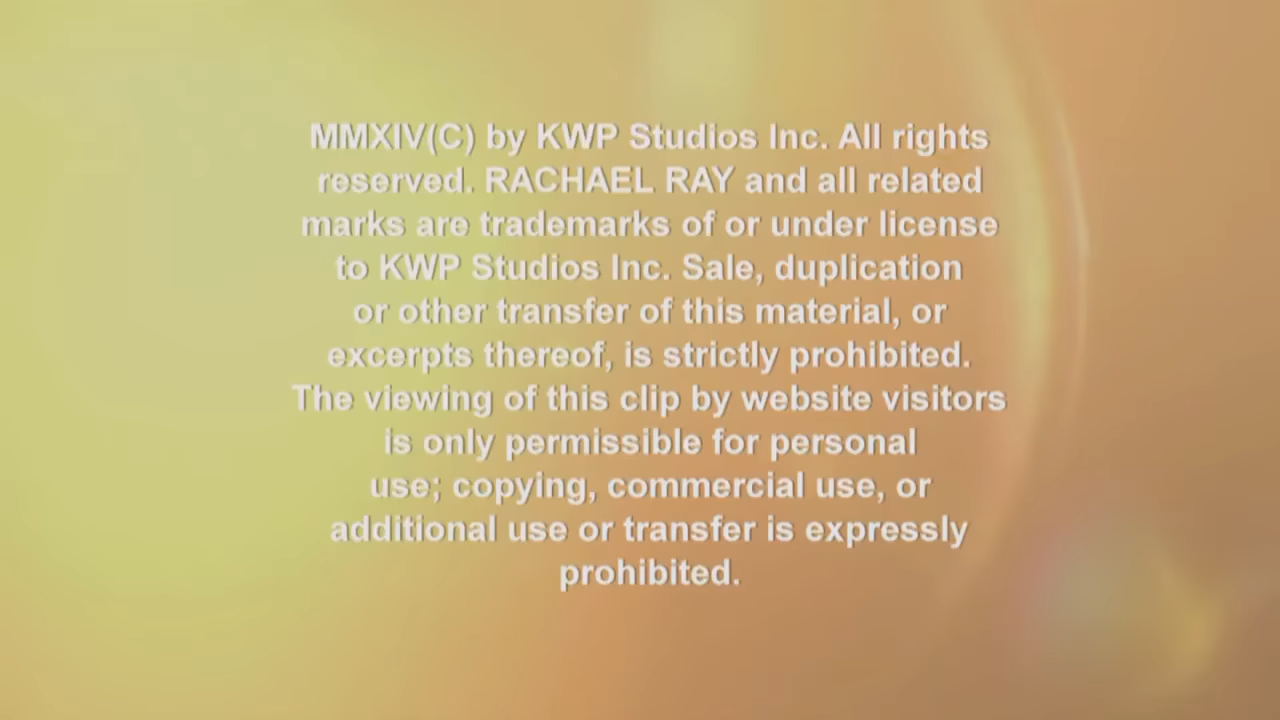 MMXIV(C) by KWP Studios Inc. All rights
reserved. RACHAEL RAY and all related
marks are trademarks of or under license
to KWP Studios Inc. Sale, duplication
or other transfer of this material, or
excerpts thereof, is strictly prohibited.
The viewing of this clip by website visitors
is only permissible for personal
use; copying, commercial use, or
additional use or transfer is expressly
prohibited.